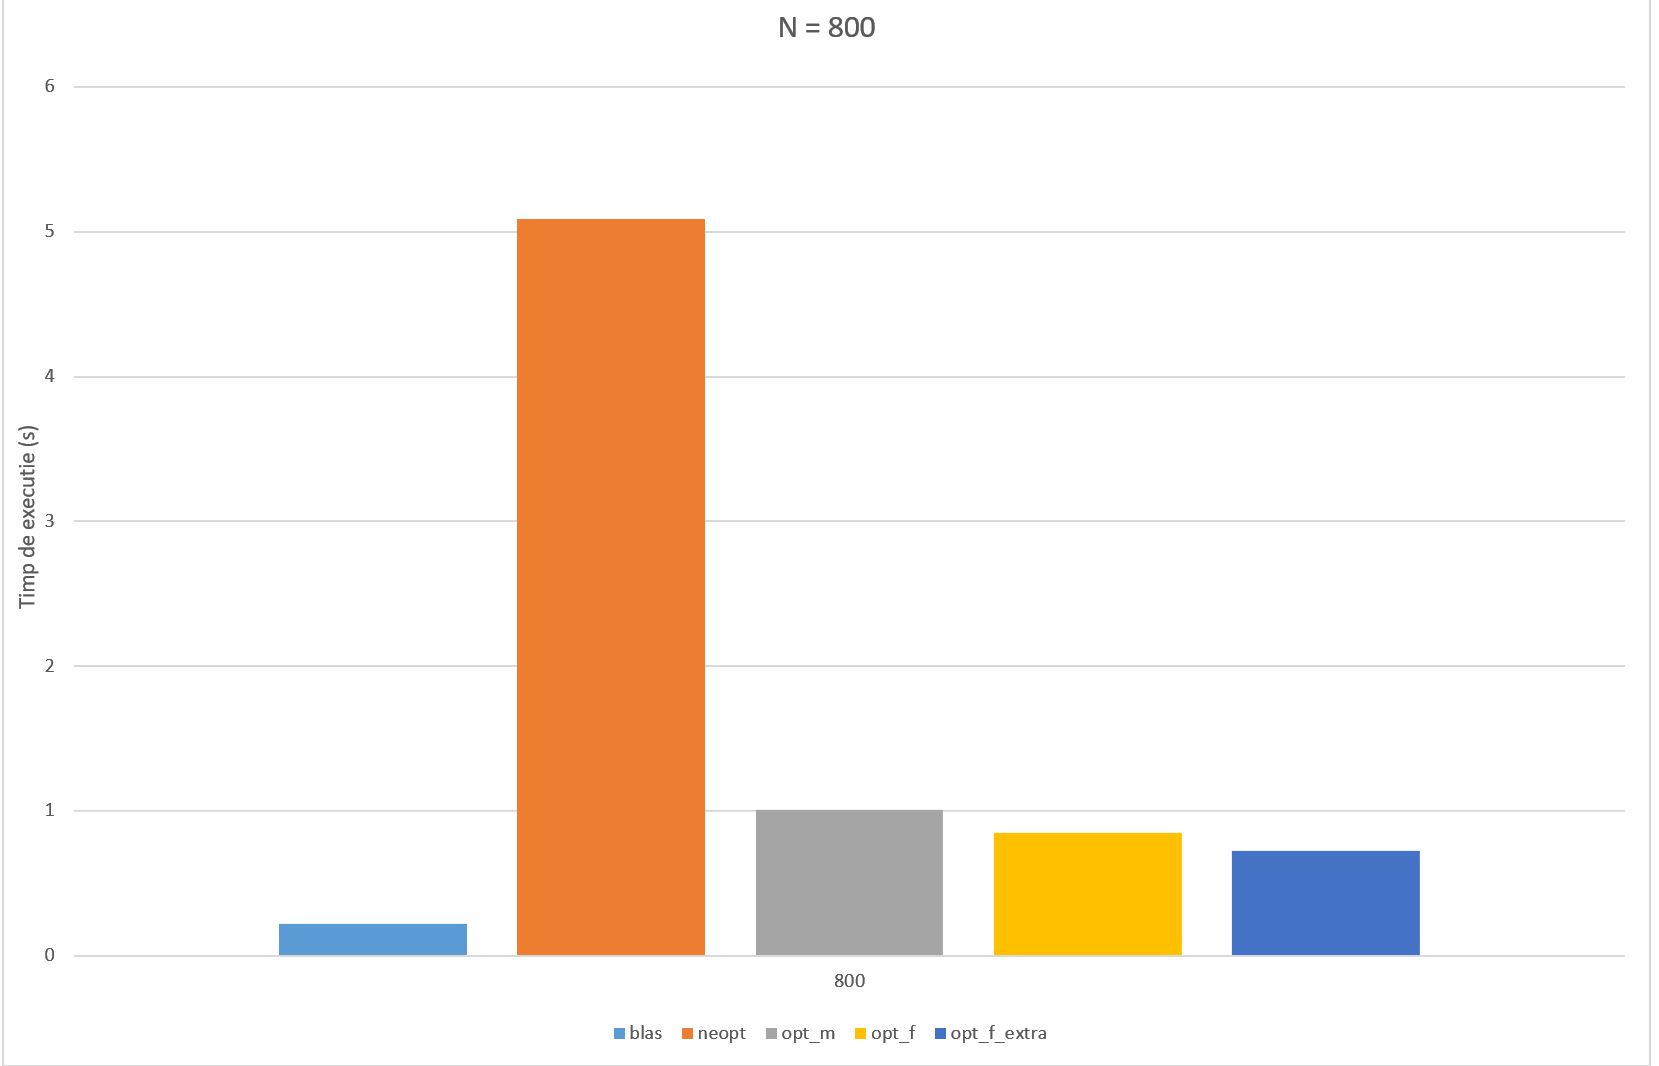 N = 800
6
5
4
3
2
1
0
Timp de executie (s)
800
blas neopt opt_m opt_f opt_f_extra